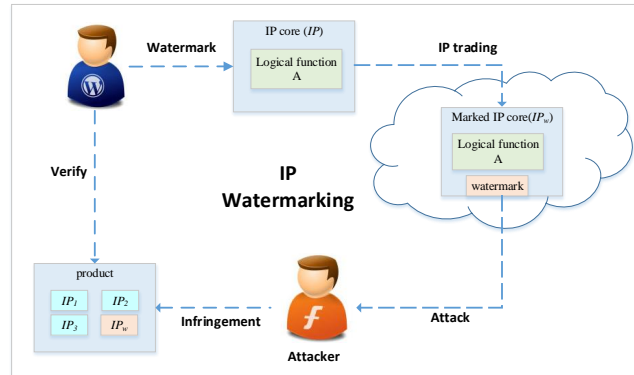 IP core (IP)
Watermark
IP trading
Logical function
A
W
Marked IP core(IPw)
Logical function
A
Verify
IP
Watermarking
watermark
product
IP1
IP2
IP3
IPw
Infringement
f
Attack
Attacker